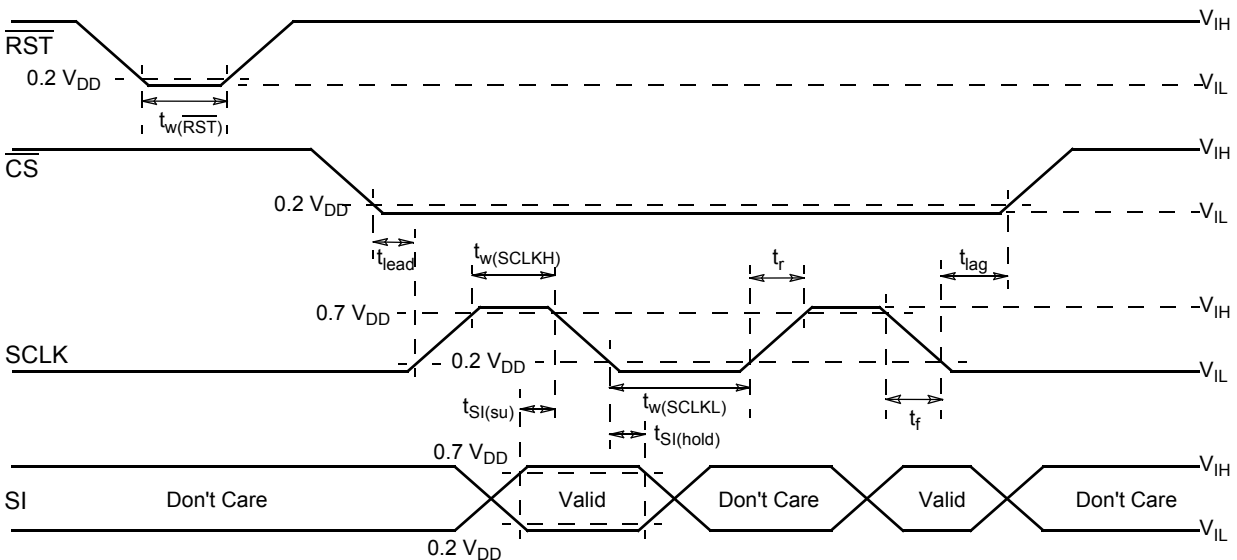 V_IH
RST
0.2 V_DD
V_IL
t_w(RST)
V_IH
CS
0.2 V_DD
V_IL
t_lead
t_w(SCLKH)
t_r
t_lag
0.7 V_DD
V_IH
SCLK
0.2 V_DD
V_IL
t_SI(su)
t_w(SCLKL)
t_f
t_SI(hold)
0.7 V_DD
V_IH
SI
Don't Care
Valid
Don't Care
Valid
Don't Care
0.2 V_DD
V_IL